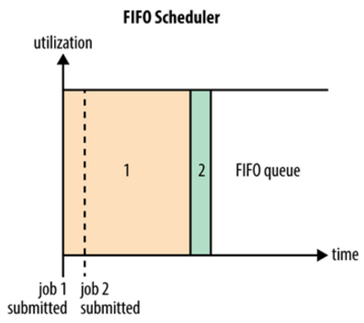 FIFO Scheduler
utilization
1
2
FIFO queue
time
job 1
submitted
job 2
submitted